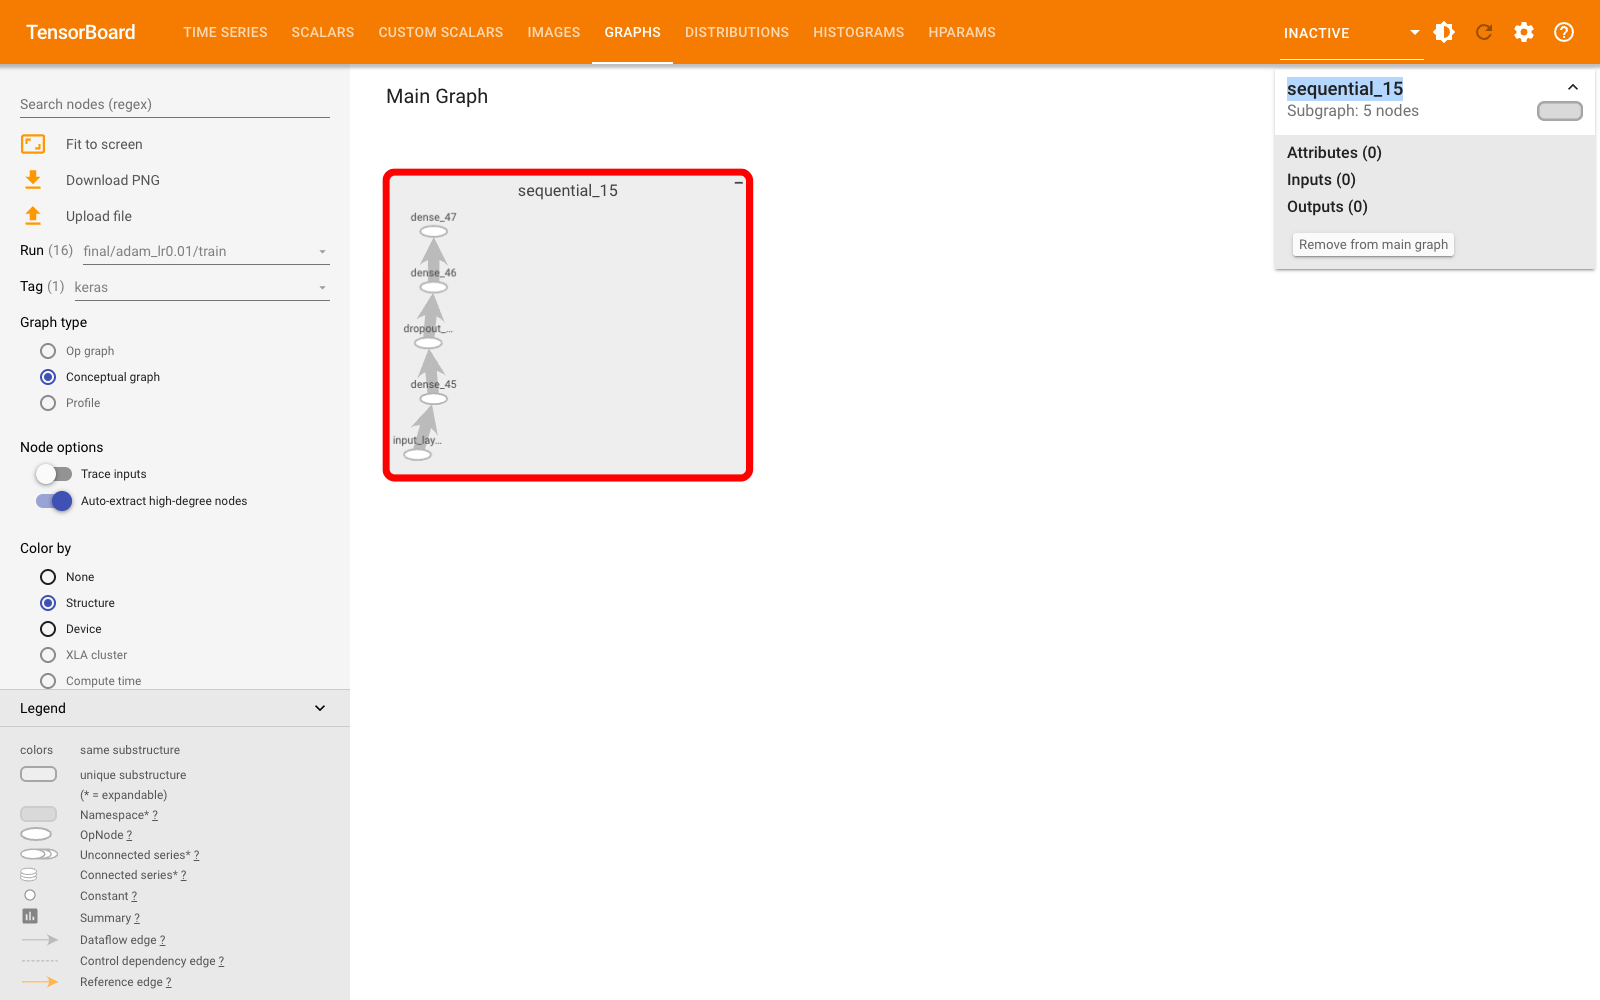 TensorBoard
TIME SERIES
SCALARS
CUSTOM SCALARS
IMAGES
GRAPHS
DISTRIBUTIONS
HISTOGRAMS
HPARAMS
INACTIVE
Search nodes (regex)
Fit to screen
Download PNG
Upload file
Run (16) final/adam_lr0.01/train
Tag (1) keras
Graph type
Op graph
Conceptual graph
Profile
Node options
Trace inputs
Auto-extract high-degree nodes
Color by
None
Structure
Device
XLA cluster
Compute time
Legend
colors same substructure
unique substructure
(* = expandable)
Namespace* ?
OpNode ?
Unconnected series* ?
Connected series* ?
Constant ?
Summary ?
Dataflow edge ?
Control dependency edge ?
Reference edge ?
Main Graph
sequential_15
dense_47
dense_46
dropout_...
dense_45
input_lay...
sequential_15
Subgraph: 5 nodes
Attributes (0)
Inputs (0)
Outputs (0)
Remove from main graph